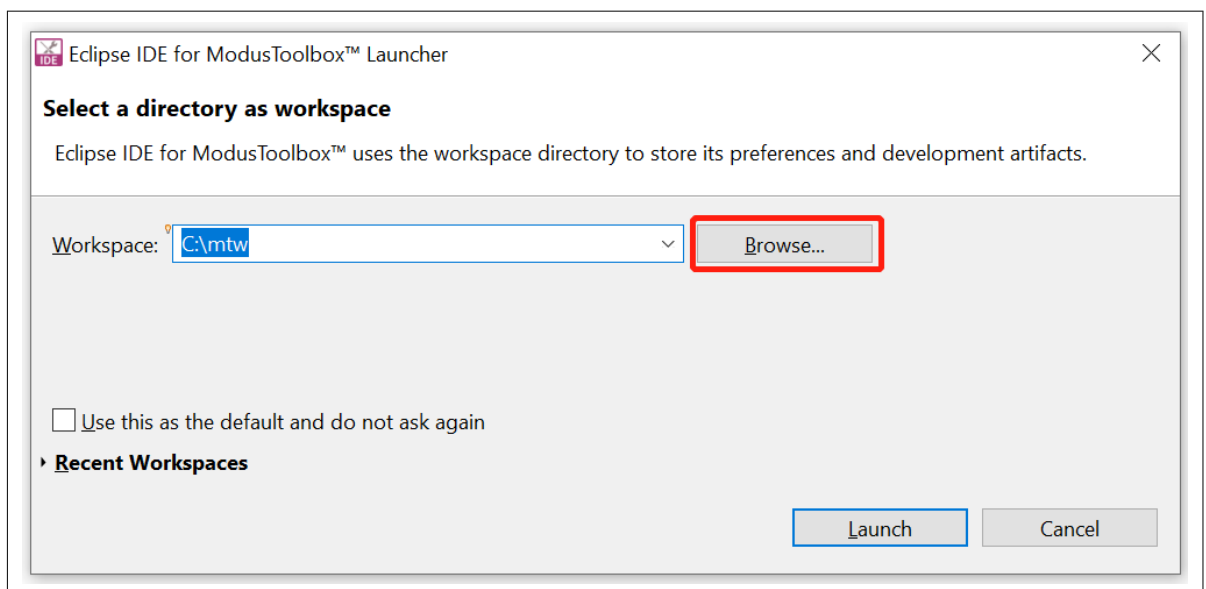 IDE Eclipse IDE for ModusToolbox™ Launcher
Select a directory as workspace
Eclipse IDE for ModusToolbox™ uses the workspace directory to store its preferences and development artifacts.
Workspace: C:\mtw Browse...
Use this as the default and do not ask again
Recent Workspaces
Launch Cancel